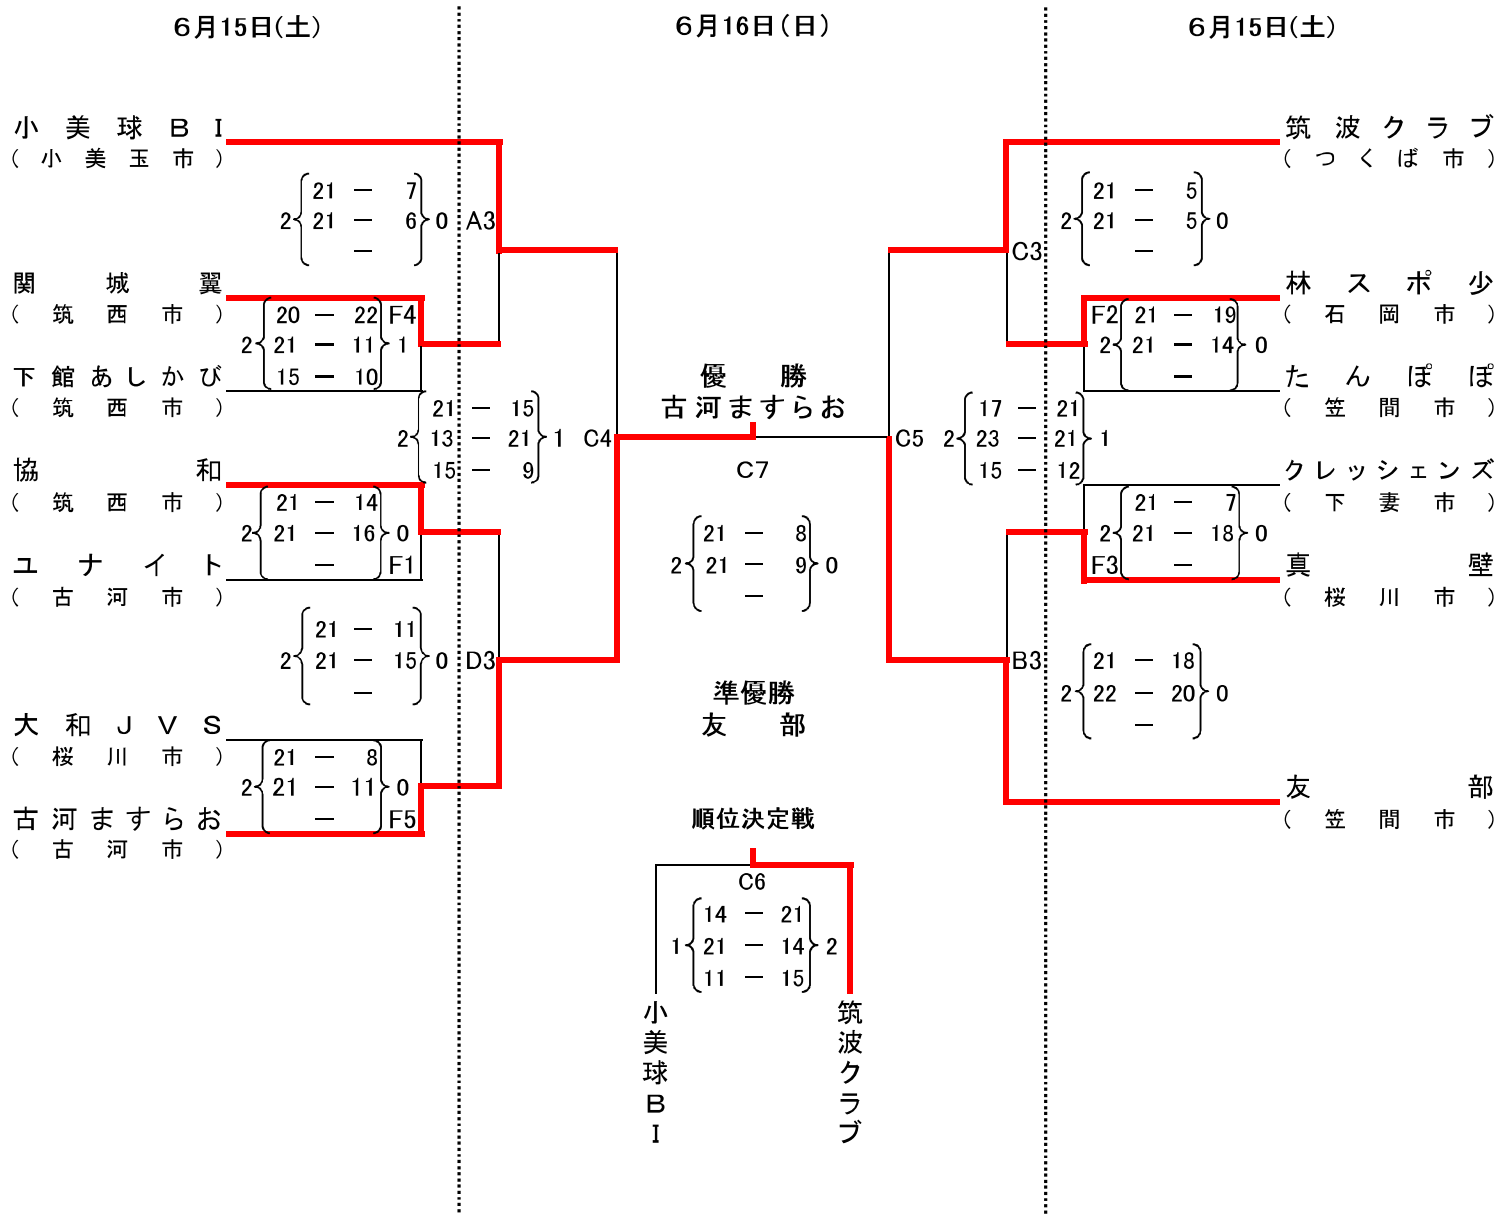 ６月15日(土)
６月16日(日)
６月15日(土)
小美球ＢＩ
(小美玉市)
21 － 7
2 21 － 6 0 A3
－
関城翼
(筑西市)
20 － 22 F4
2 21 － 11 1
15 － 10
下館あしかび
(筑西市)
21 － 15
2 13 － 21 1 C4
15 － 9
協和
(筑西市)
21 － 14
2 21 － 16 0
－ F1
ユナイト
(古河市)
21 － 11
2 21 － 15 0 D3
－
大和ＪＶＳ
(桜川市)
21 － 8
2 21 － 11 0
－ F5
古河ますらお
(古河市)
優勝
古河ますらお
C7
21 － 8
2 21 － 9 0
－
準優勝
友部
順位決定戦
C6
14 － 21
1 21 － 14 2
11 － 15
小美球ＢＩ
筑波クラブ
筑波クラブ
(つくば市)
21 － 5
2 21 － 5 0
－
C3
林スポ少
(石岡市)
F2 21 － 19
2 21 － 14 0
－
たんぽぽ
(笠間市)
17 － 21
C5 2 23 － 21 1
15 － 12
クレッシェンズ
(下妻市)
21 － 7
2 21 － 18 0
F3 －
真壁
(桜川市)
B3 21 － 18
2 22 － 20 0
－
友部
(笠間市)